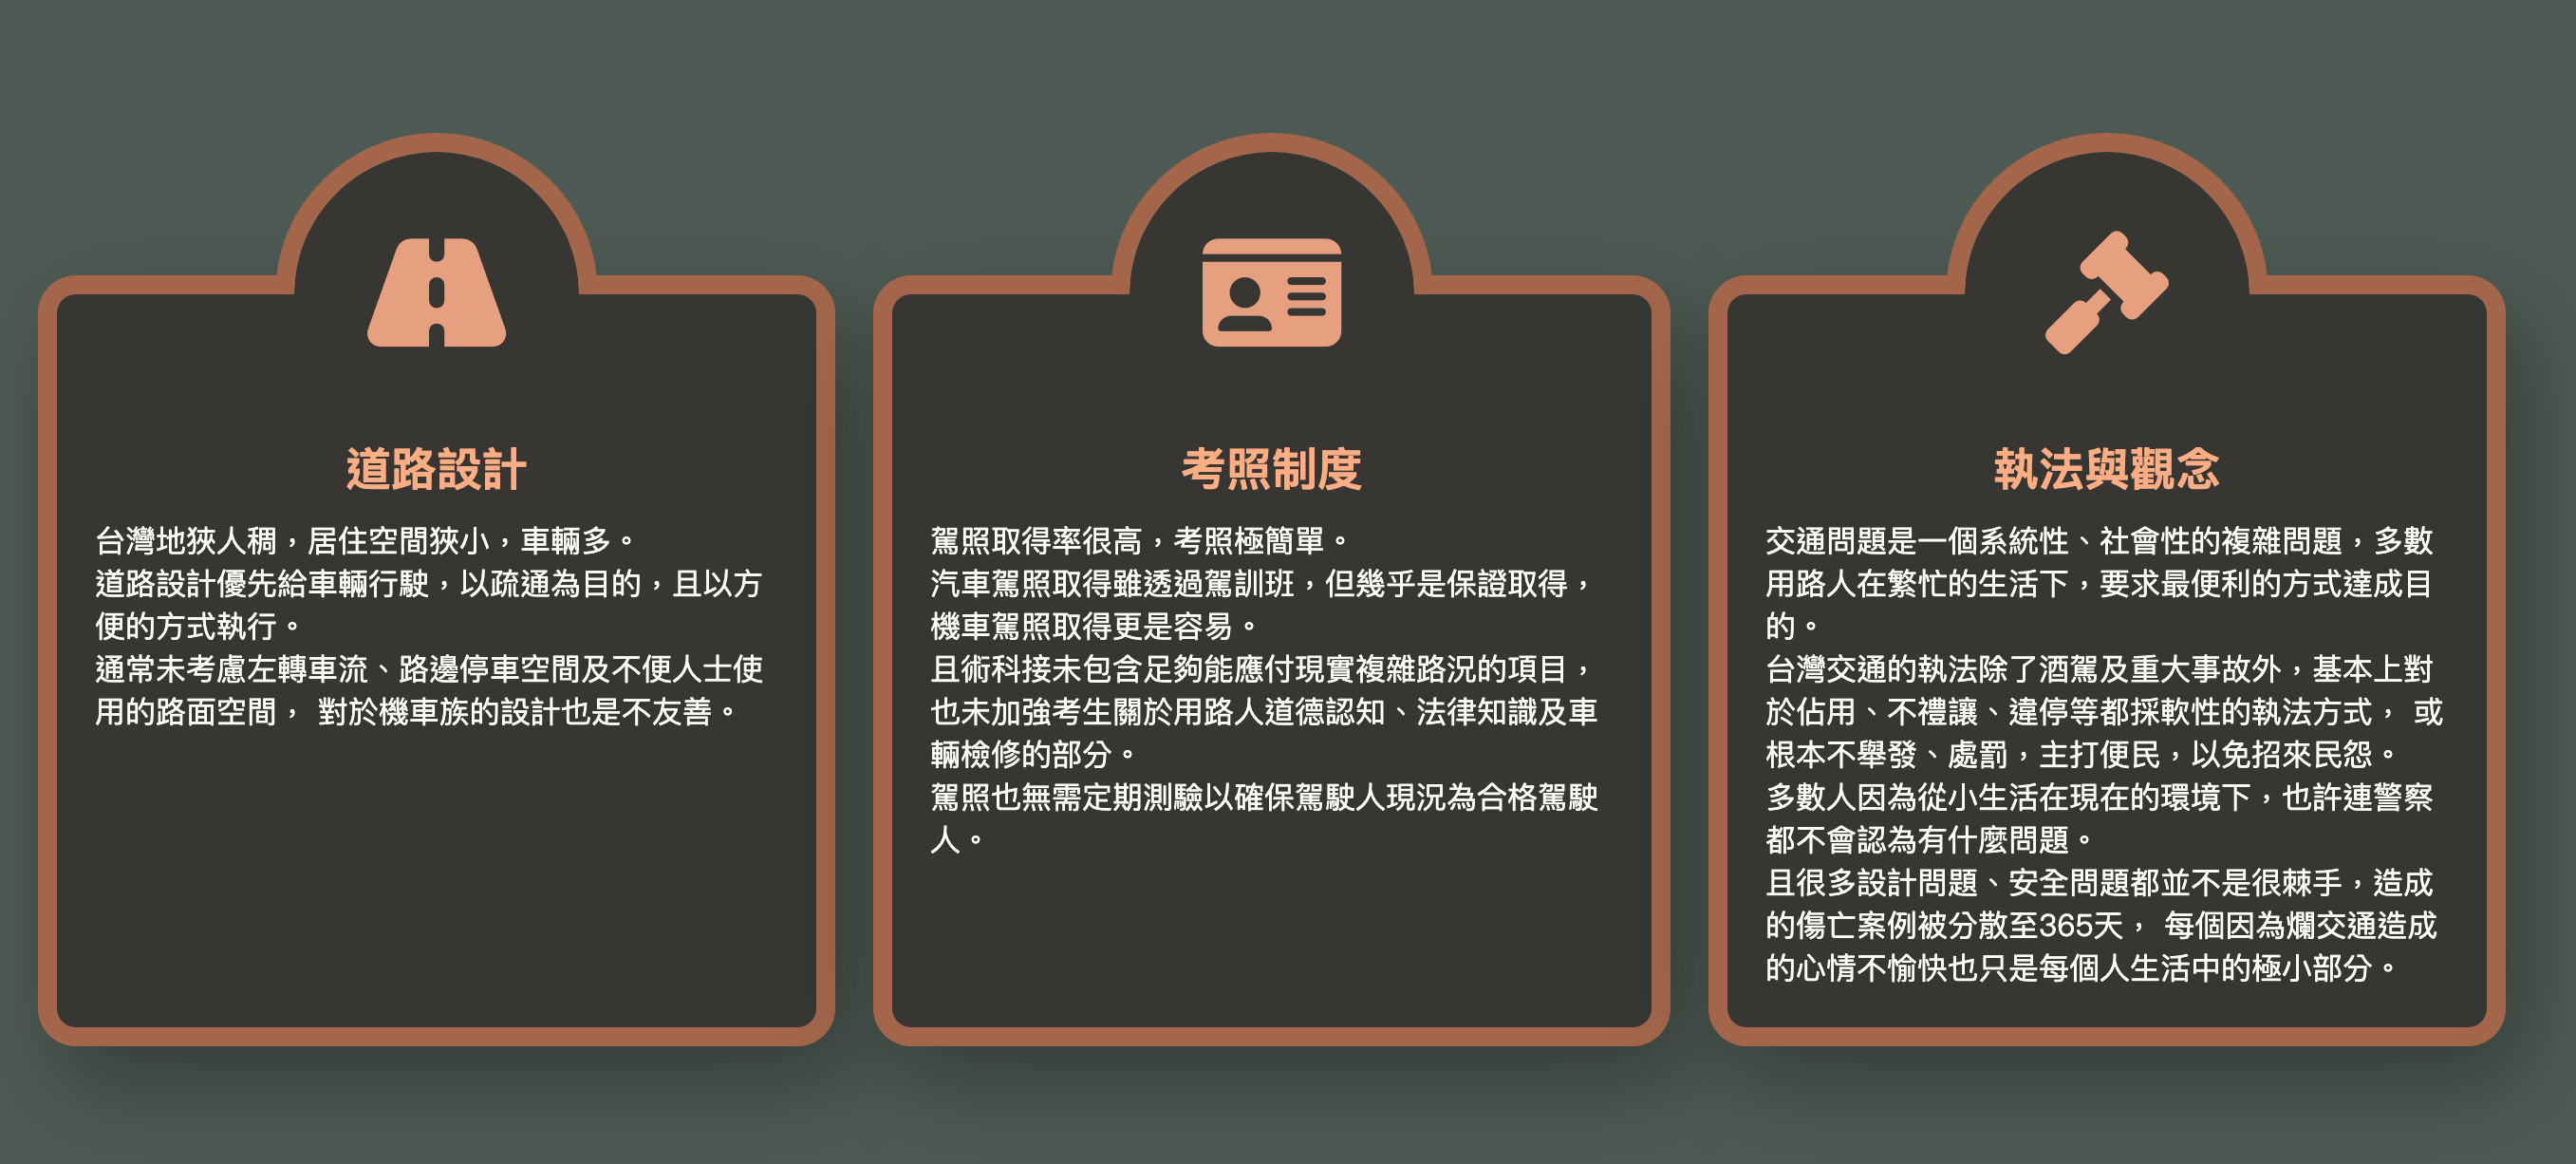 道路設計
台灣地狹人稠，居住空間狹小，車輛多。
道路設計優先給車輛行駛，以疏通為目的，且以方
便的方式執行。
通常未考慮左轉車流、路邊停車空間及不便人士使
用的路面空間， 對於機車族的設計也是不友善。
考照制度
駕照取得率很高，考照極簡單。
汽車駕照取得雖透過駕訓班，但幾乎是保證取得，
機車駕照取得更是容易。
且術科接未包含足夠能應付現實複雜路況的項目，
也未加強考生關於用路人道德認知、法律知識及車
輛檢修的部分。
駕照也無需定期測驗以確保駕駛人現況為合格駕駛
人。
執法與觀念
交通問題是一個系統性、社會性的複雜問題，多數
用路人在繁忙的生活下，要求最便利的方式達成目
的。
台灣交通的執法除了酒駕及重大事故外，基本上對
於佔用、不禮讓、違停等都採軟性的執法方式， 或
根本不舉發、處罰，主打便民，以免招來民怨。
多數人因為從小生活在現在的環境下，也許連警察
都不會認為有什麼問題。
且很多設計問題、安全問題都並不是很棘手，造成
的傷亡案例被分散至365天， 每個因為爛交通造成
的心情不愉快也只是每個人生活中的極小部分。